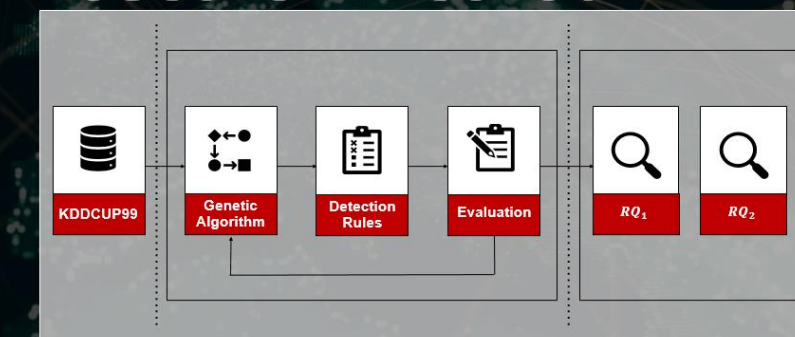 KDDCUP99
Genetic
Algorithm
Detection
Rules
Evaluation
RQ₁
RQ₂